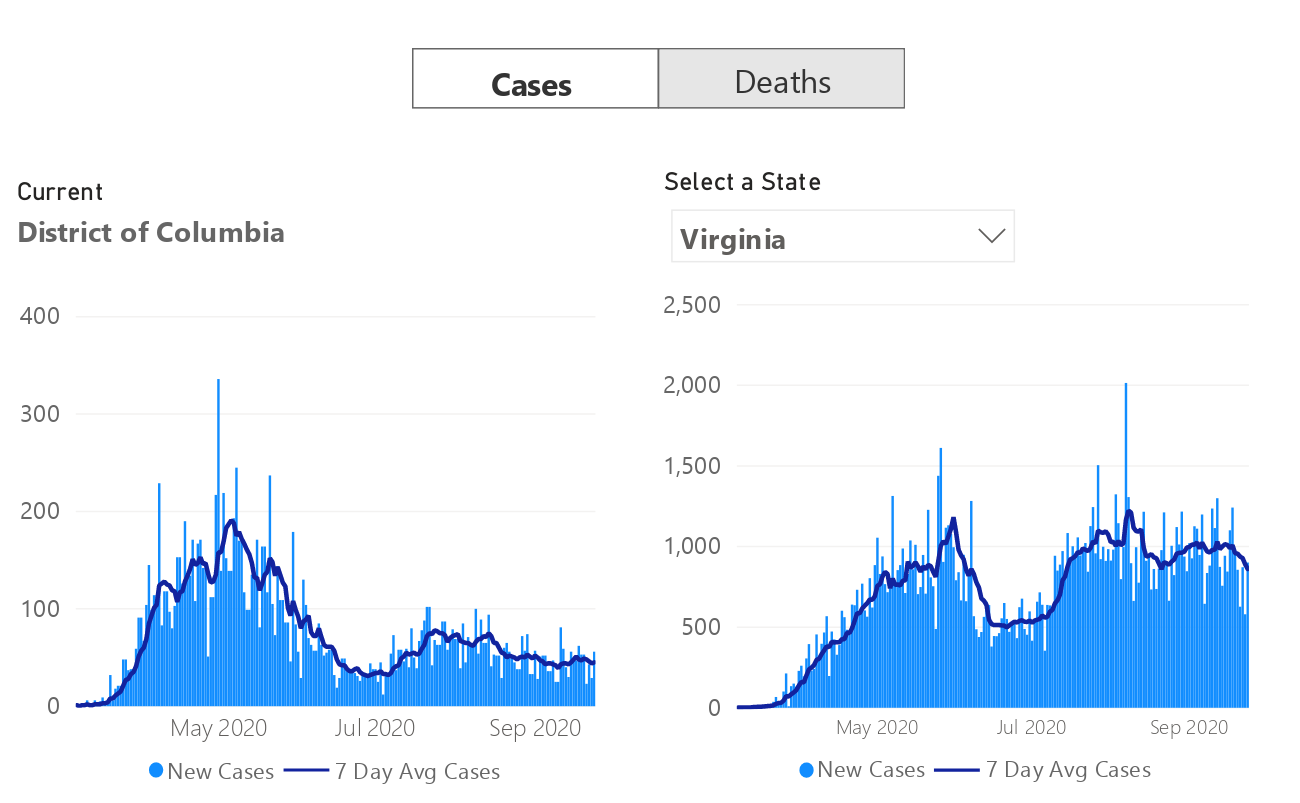 Cases
Deaths
Current
District of Columbia
Select a State
Virginia
400
300
200
100
0
May 2020
Jul 2020
Sep 2020
New Cases
7 Day Avg Cases
2,500
2,000
1,500
1,000
500
0
May 2020
Jul 2020
Sep 2020
New Cases
7 Day Avg Cases